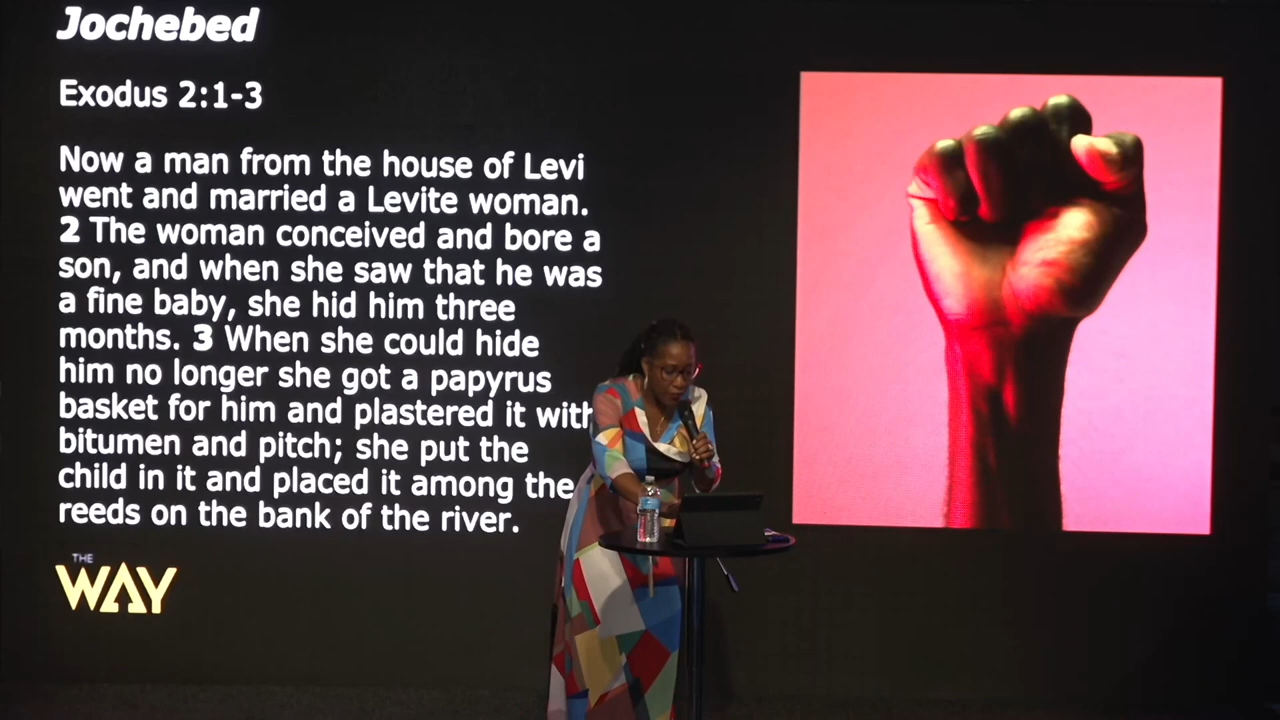 Jochebed
Exodus 2:1-3
Now a man from the house of Levi
went and married a Levite woman.
2 The woman conceived and bore a
son, and when she saw that he was
a fine baby, she hid him three
months. 3 When she could hide
him no longer she got a papyrus
basket for him and plastered it with
bitumen and pitch; she put the
child in it and placed it among the
reeds on the bank of the river.
THE
WAY